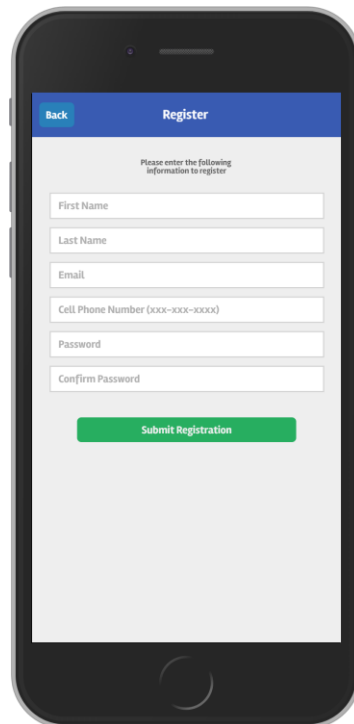 Back
Register
Please enter the following
information to register
First Name
Last Name
Email
Cell Phone Number (xxx-xxx-xxxx)
Password
Confirm Password
Submit Registration